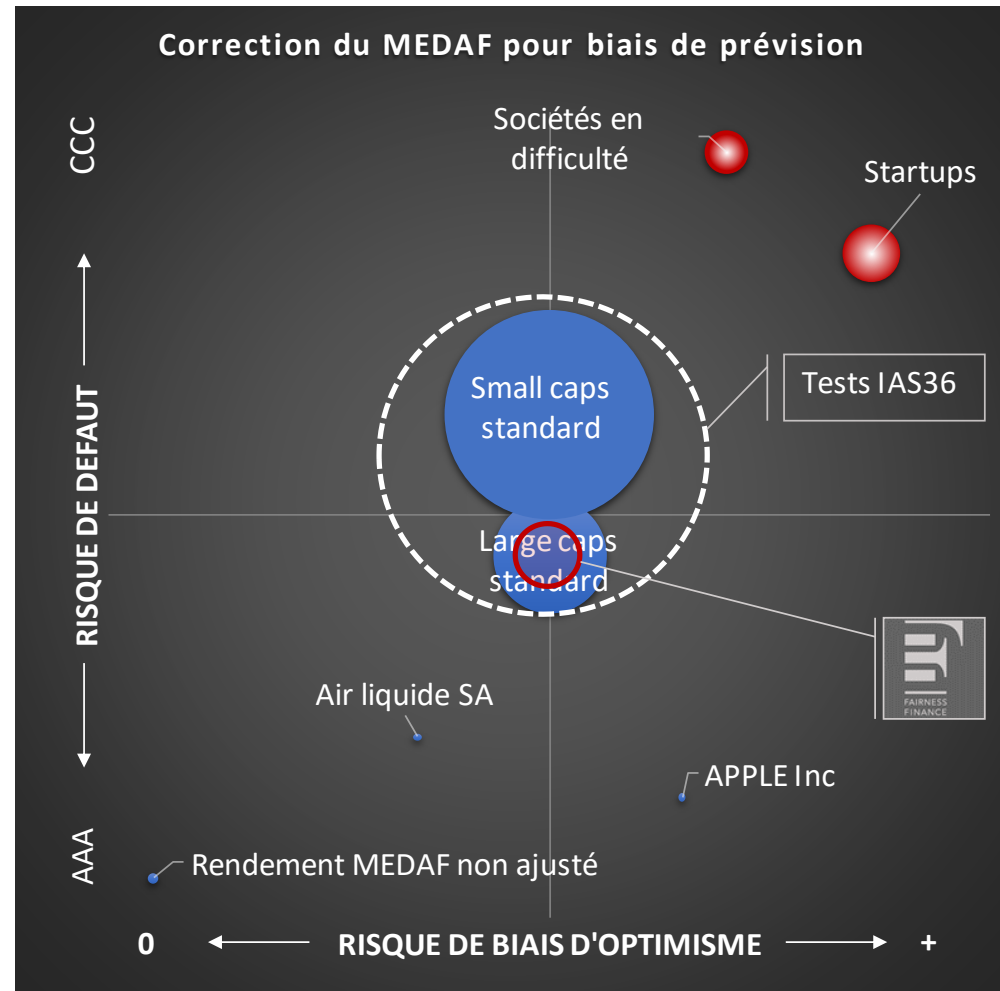 Correction du MEDAF pour biais de prévision
CCC
Sociétés en
difficulté
Startups
Small caps
standard
Tests IAS36
RISQUE DE DEFAUT
Large caps
standard
FAIRNESS
FINANCE
Air liquide SA
APPLE Inc
AAA
Rendement MEDAF non ajusté
0
RISQUE DE BIAIS D'OPTIMISME
+